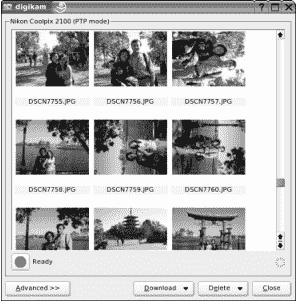 digikam
Nikon Coolpix 2100 (PTP mode)
DSCN7755.JPG DSCN7756.JPG DSCN7757.JPG
DSCN7758.JPG DSCN7759.JPG DSCN7760.JPG
Ready
Advanced >> Download Delete Close